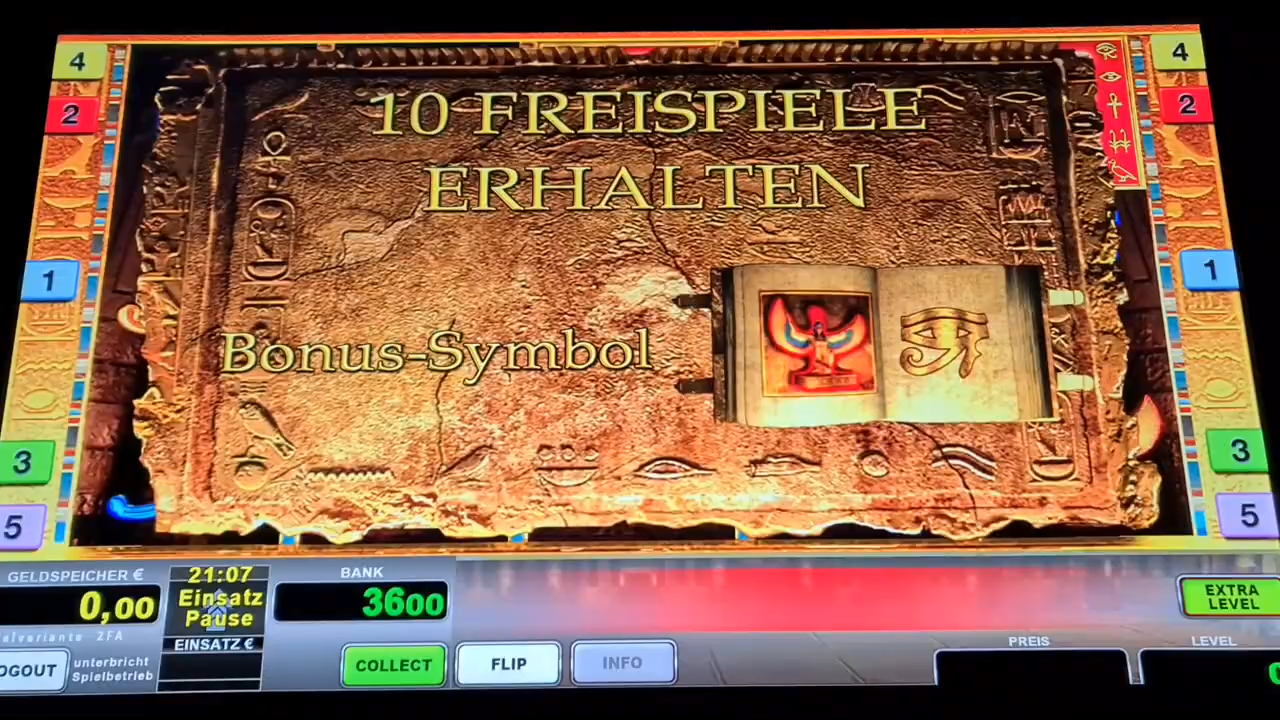 4
4
2
2
10 FREISPIELE
ERHALTEN
1
1
Bonus-Symbol
3
3
5
5
GELDSPEICHER €
0,00
21:07
Einsatz
Pause
EINSATZ €
BANK
3600
EXTRA
LEVEL
2FA
unterbricht
Spielbetrieb
COLLECT
FLIP
INFO
PREIS
LEVEL